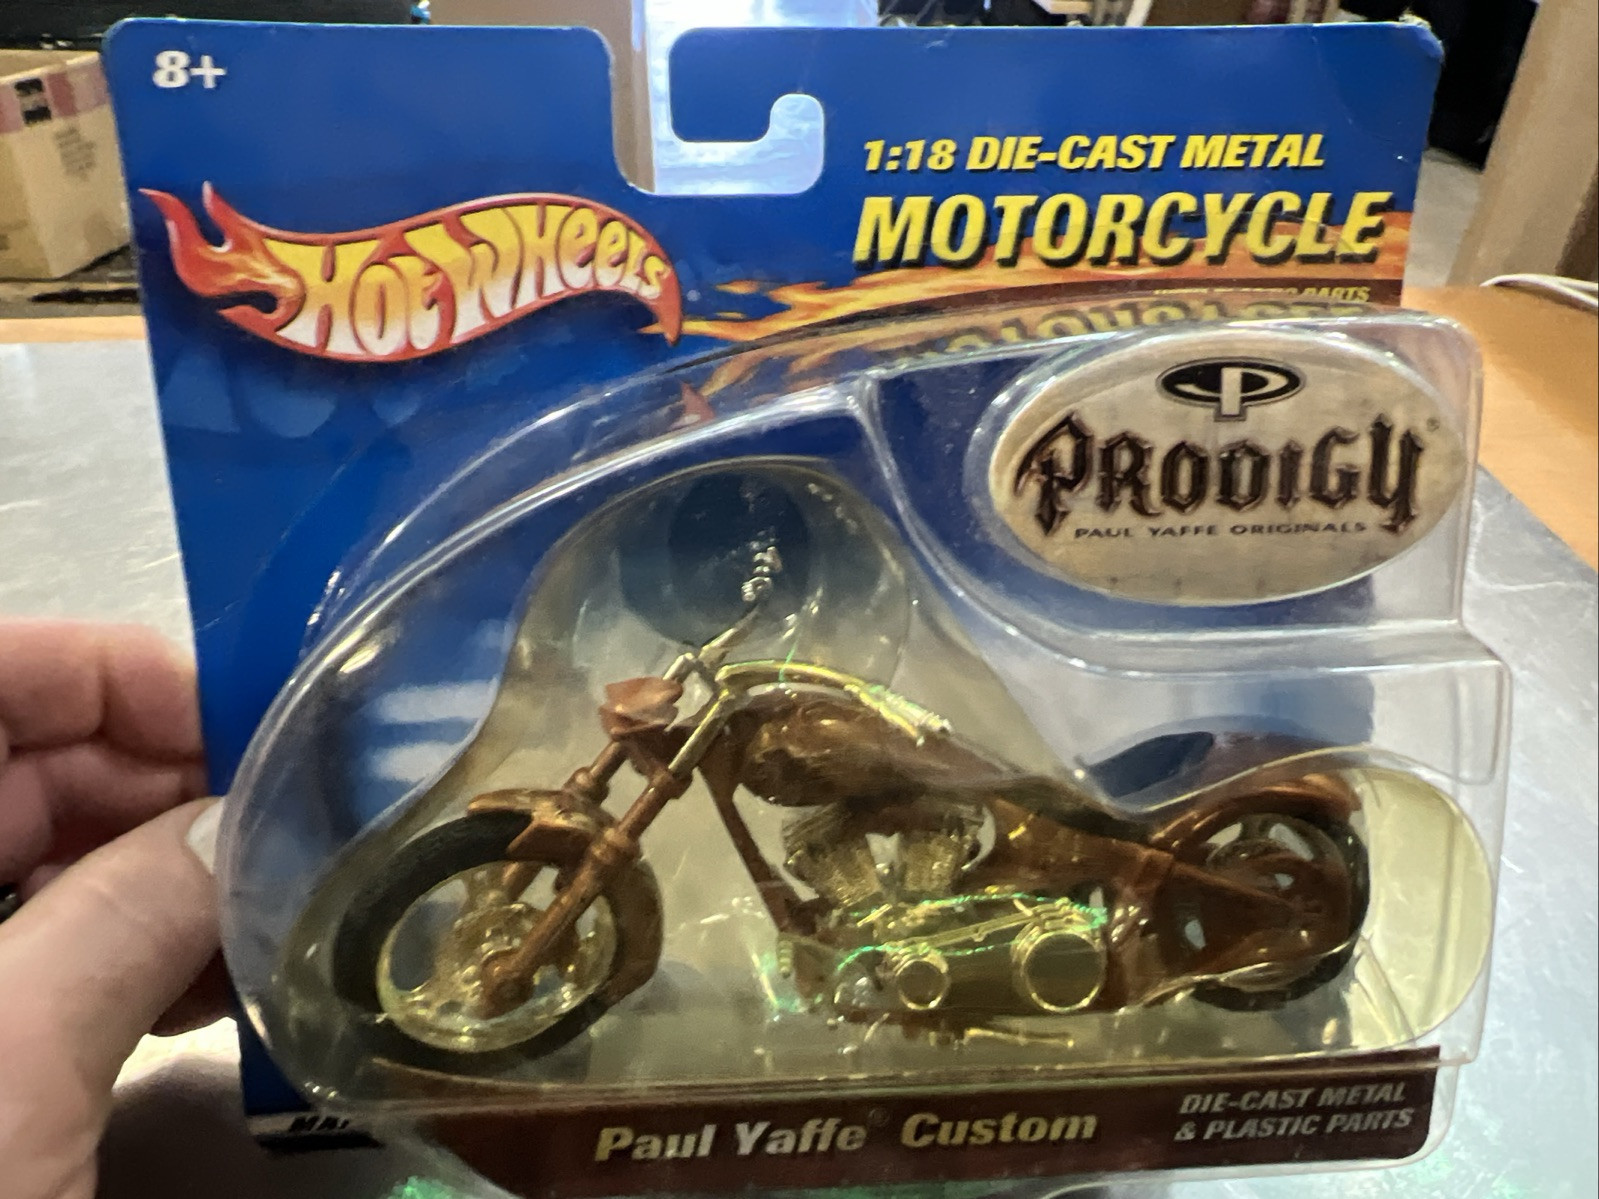 8+
1:18 DIE-CAST METAL
MOTORCYCLE
Hot Wheels
PARTS
P
PRODIGY
PAUL YAFFE ORIGINALS
Paul Yaffe® Custom
DIE-CAST METAL
& PLASTIC PARTS